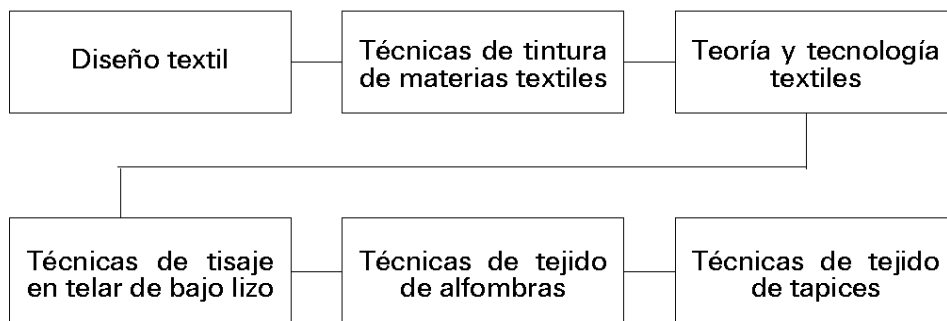 Diseño textil
Técnicas de tintura
de materias textiles
Teoría y tecnología
textiles
Técnicas de tisaje
en telar de bajo lizo
Técnicas de tejido
de alfombras
Técnicas de tejido
de tapices